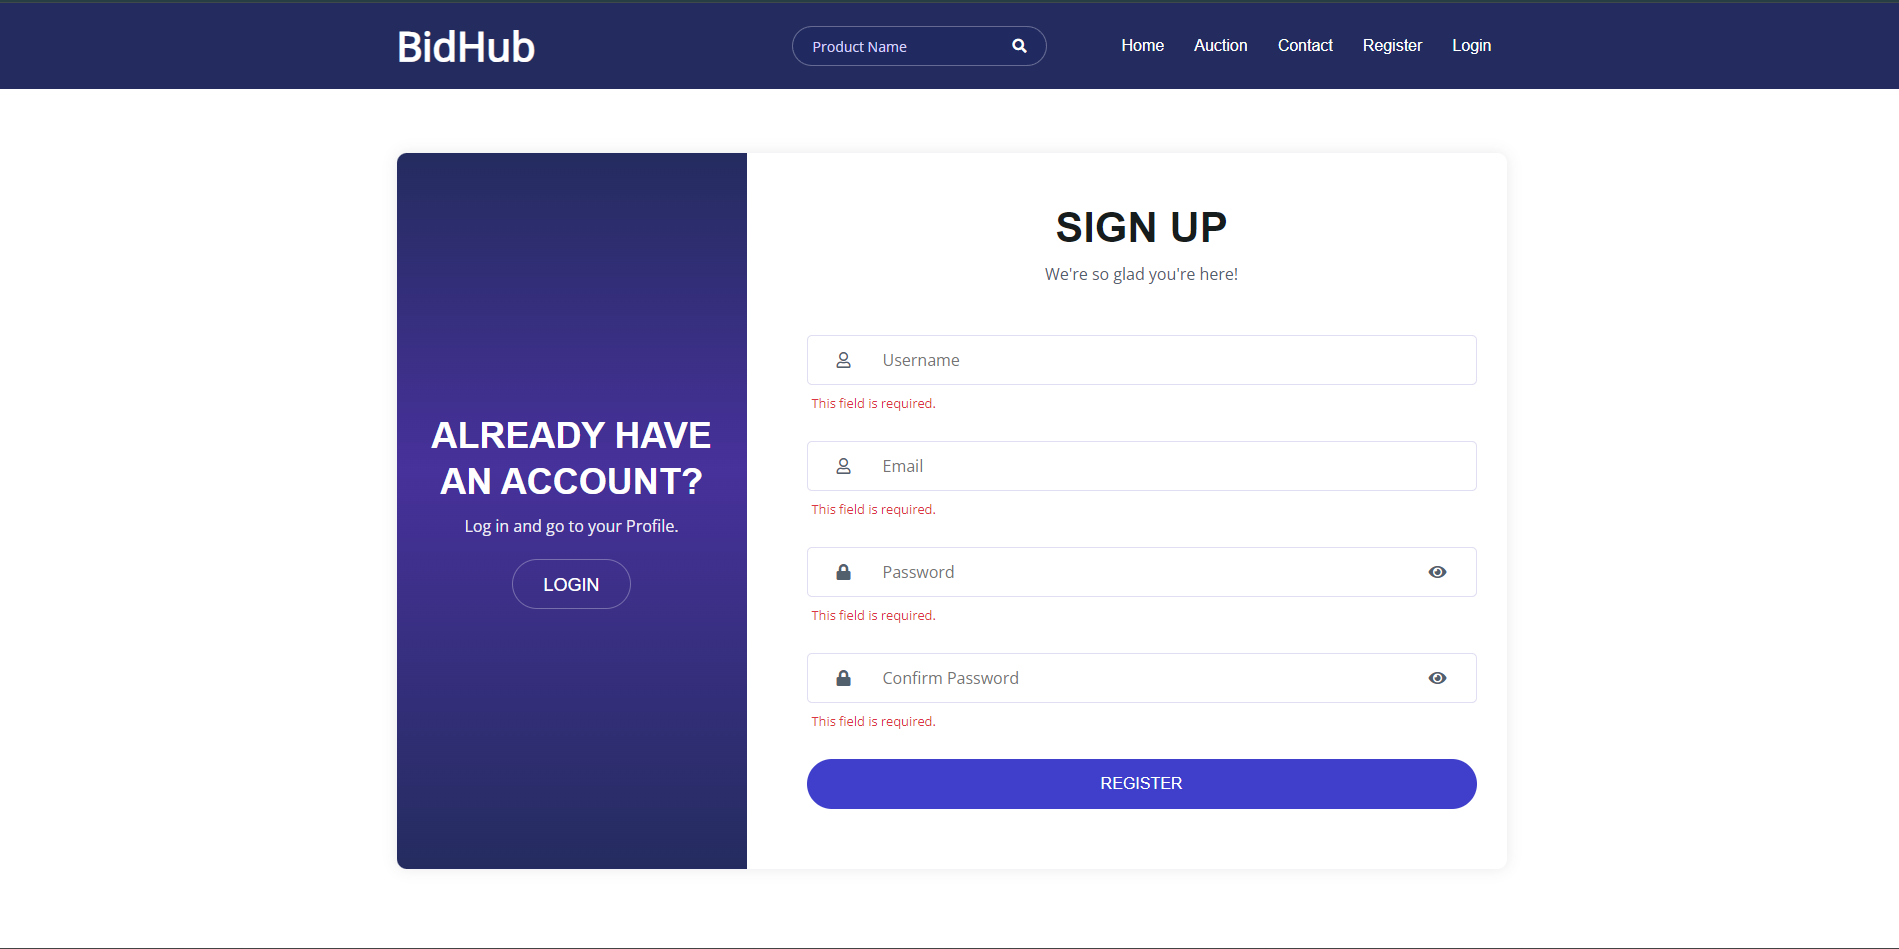 BidHub
Product Name
Home Auction Contact Register Login
ALREADY HAVE
AN ACCOUNT?
Log in and go to your Profile.
LOGIN
SIGN UP
We're so glad you're here!
Username
This field is required.
Email
This field is required.
Password
This field is required.
Confirm Password
This field is required.
REGISTER